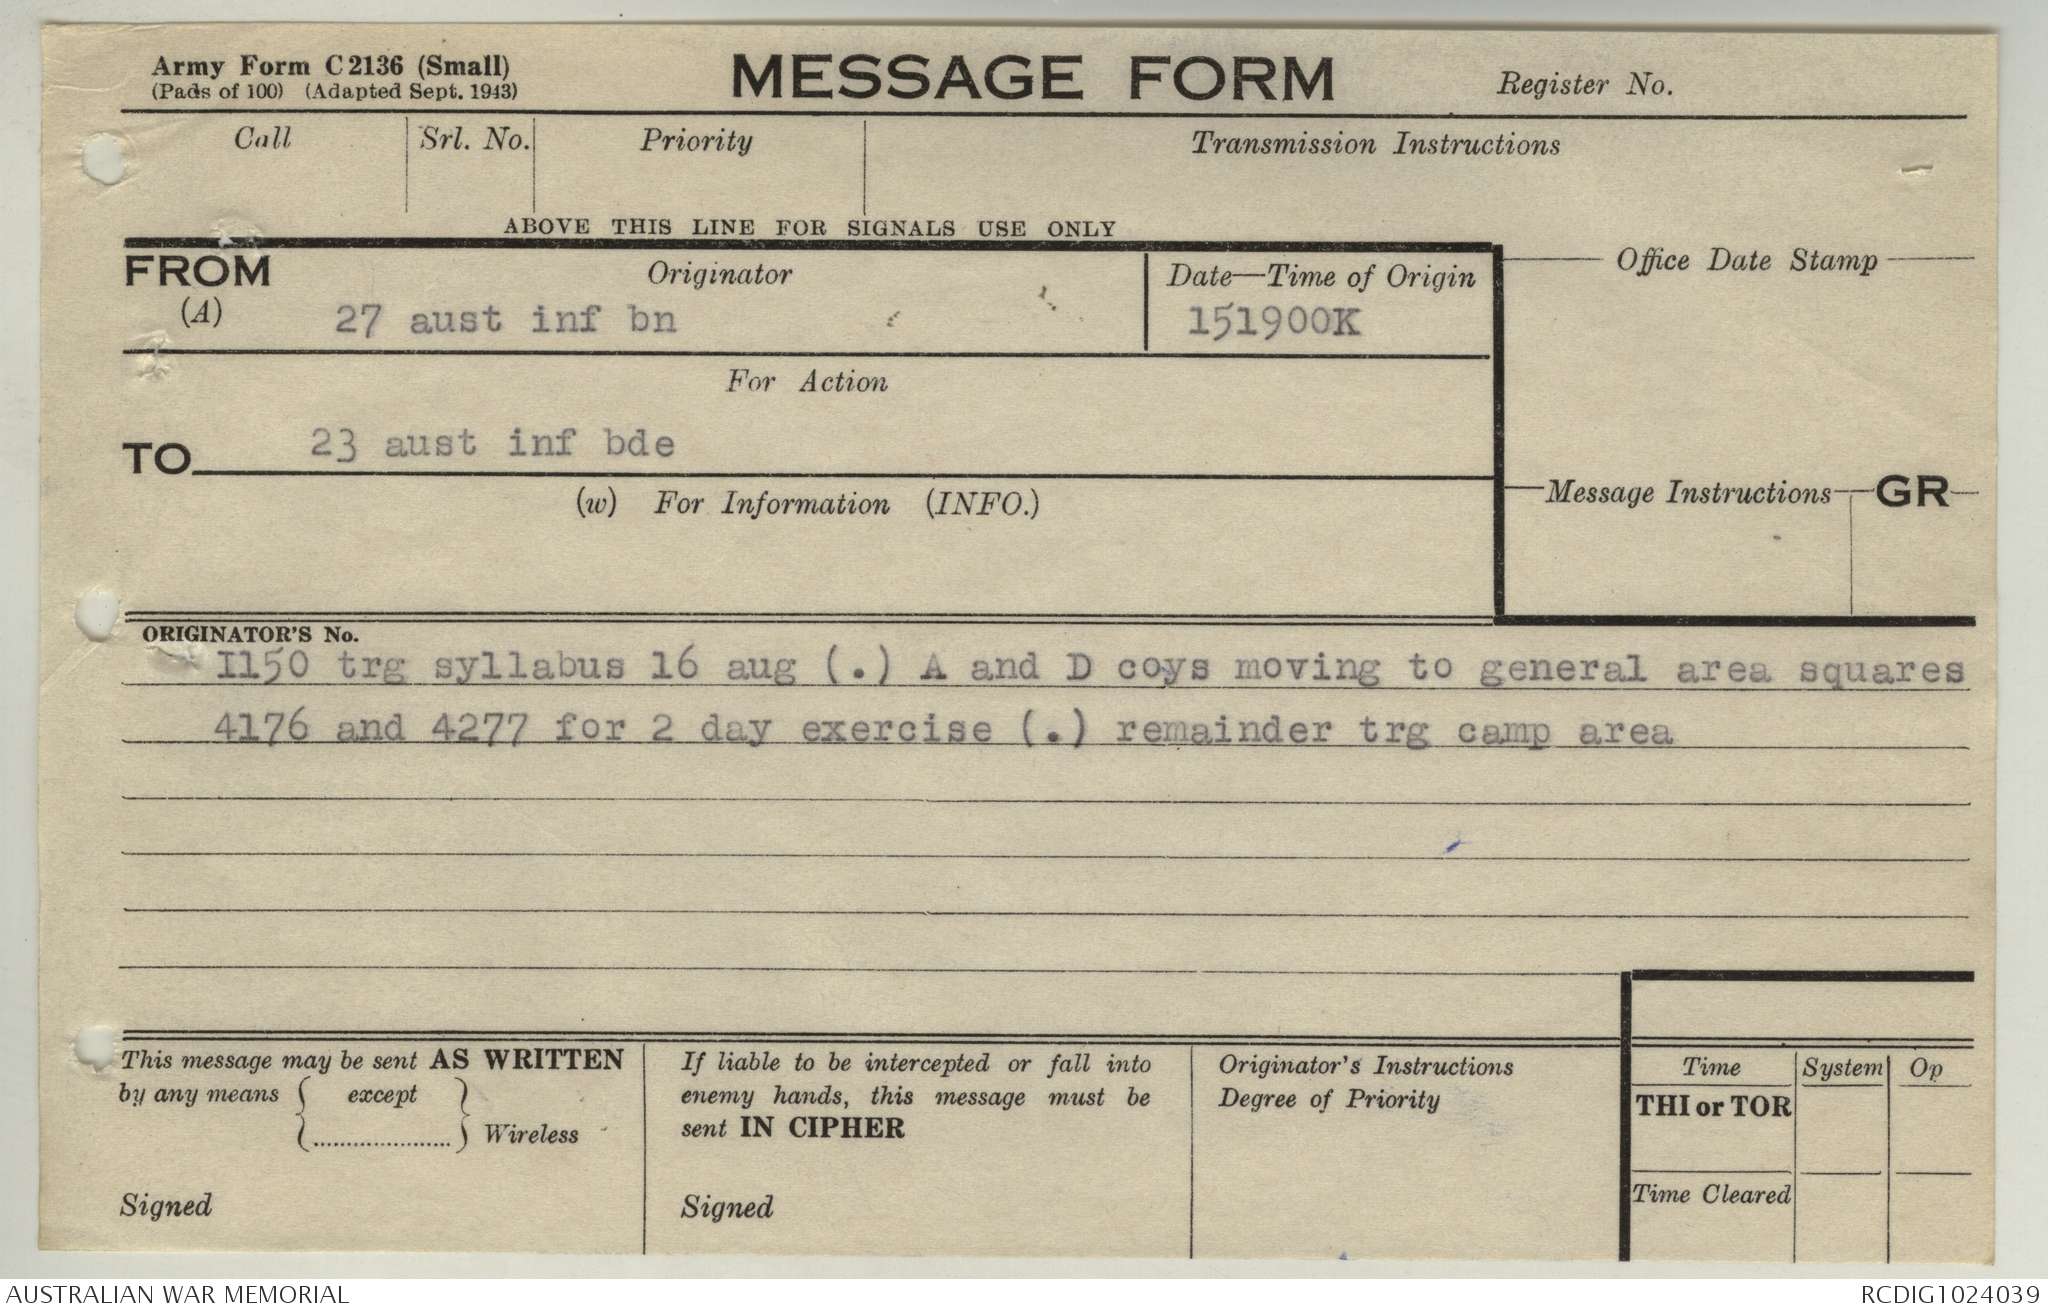 Army Form C 2136 (Small)
(Pads of 100) (Adapted Sept. 1943)
MESSAGE FORM
Register No.
Call
Srl. No.
Priority
Transmission Instructions
ABOVE THIS LINE FOR SIGNALS USE ONLY
FROM
(A)
Originator
27 aust inf bn
Date—Time of Origin
151900K
Office Date Stamp
For Action
TO
23 aust inf bde
(w) For Information (INFO.)
Message Instructions
GR
ORIGINATOR'S No.
I150 trg syllabus 16 aug (.) A and D coys moving to general area squares
4176 and 4277 for 2 day exercise (.) remainder trg camp area
This message may be sent AS WRITTEN
by any means { except }
{ ..................... } Wireless
Signed
If liable to be intercepted or fall into
enemy hands, this message must be
sent IN CIPHER
Signed
Originator's Instructions
Degree of Priority
Time
System
Op
THI or TOR
Time Cleared
AUSTRALIAN WAR MEMORIAL
RCDIG1024039